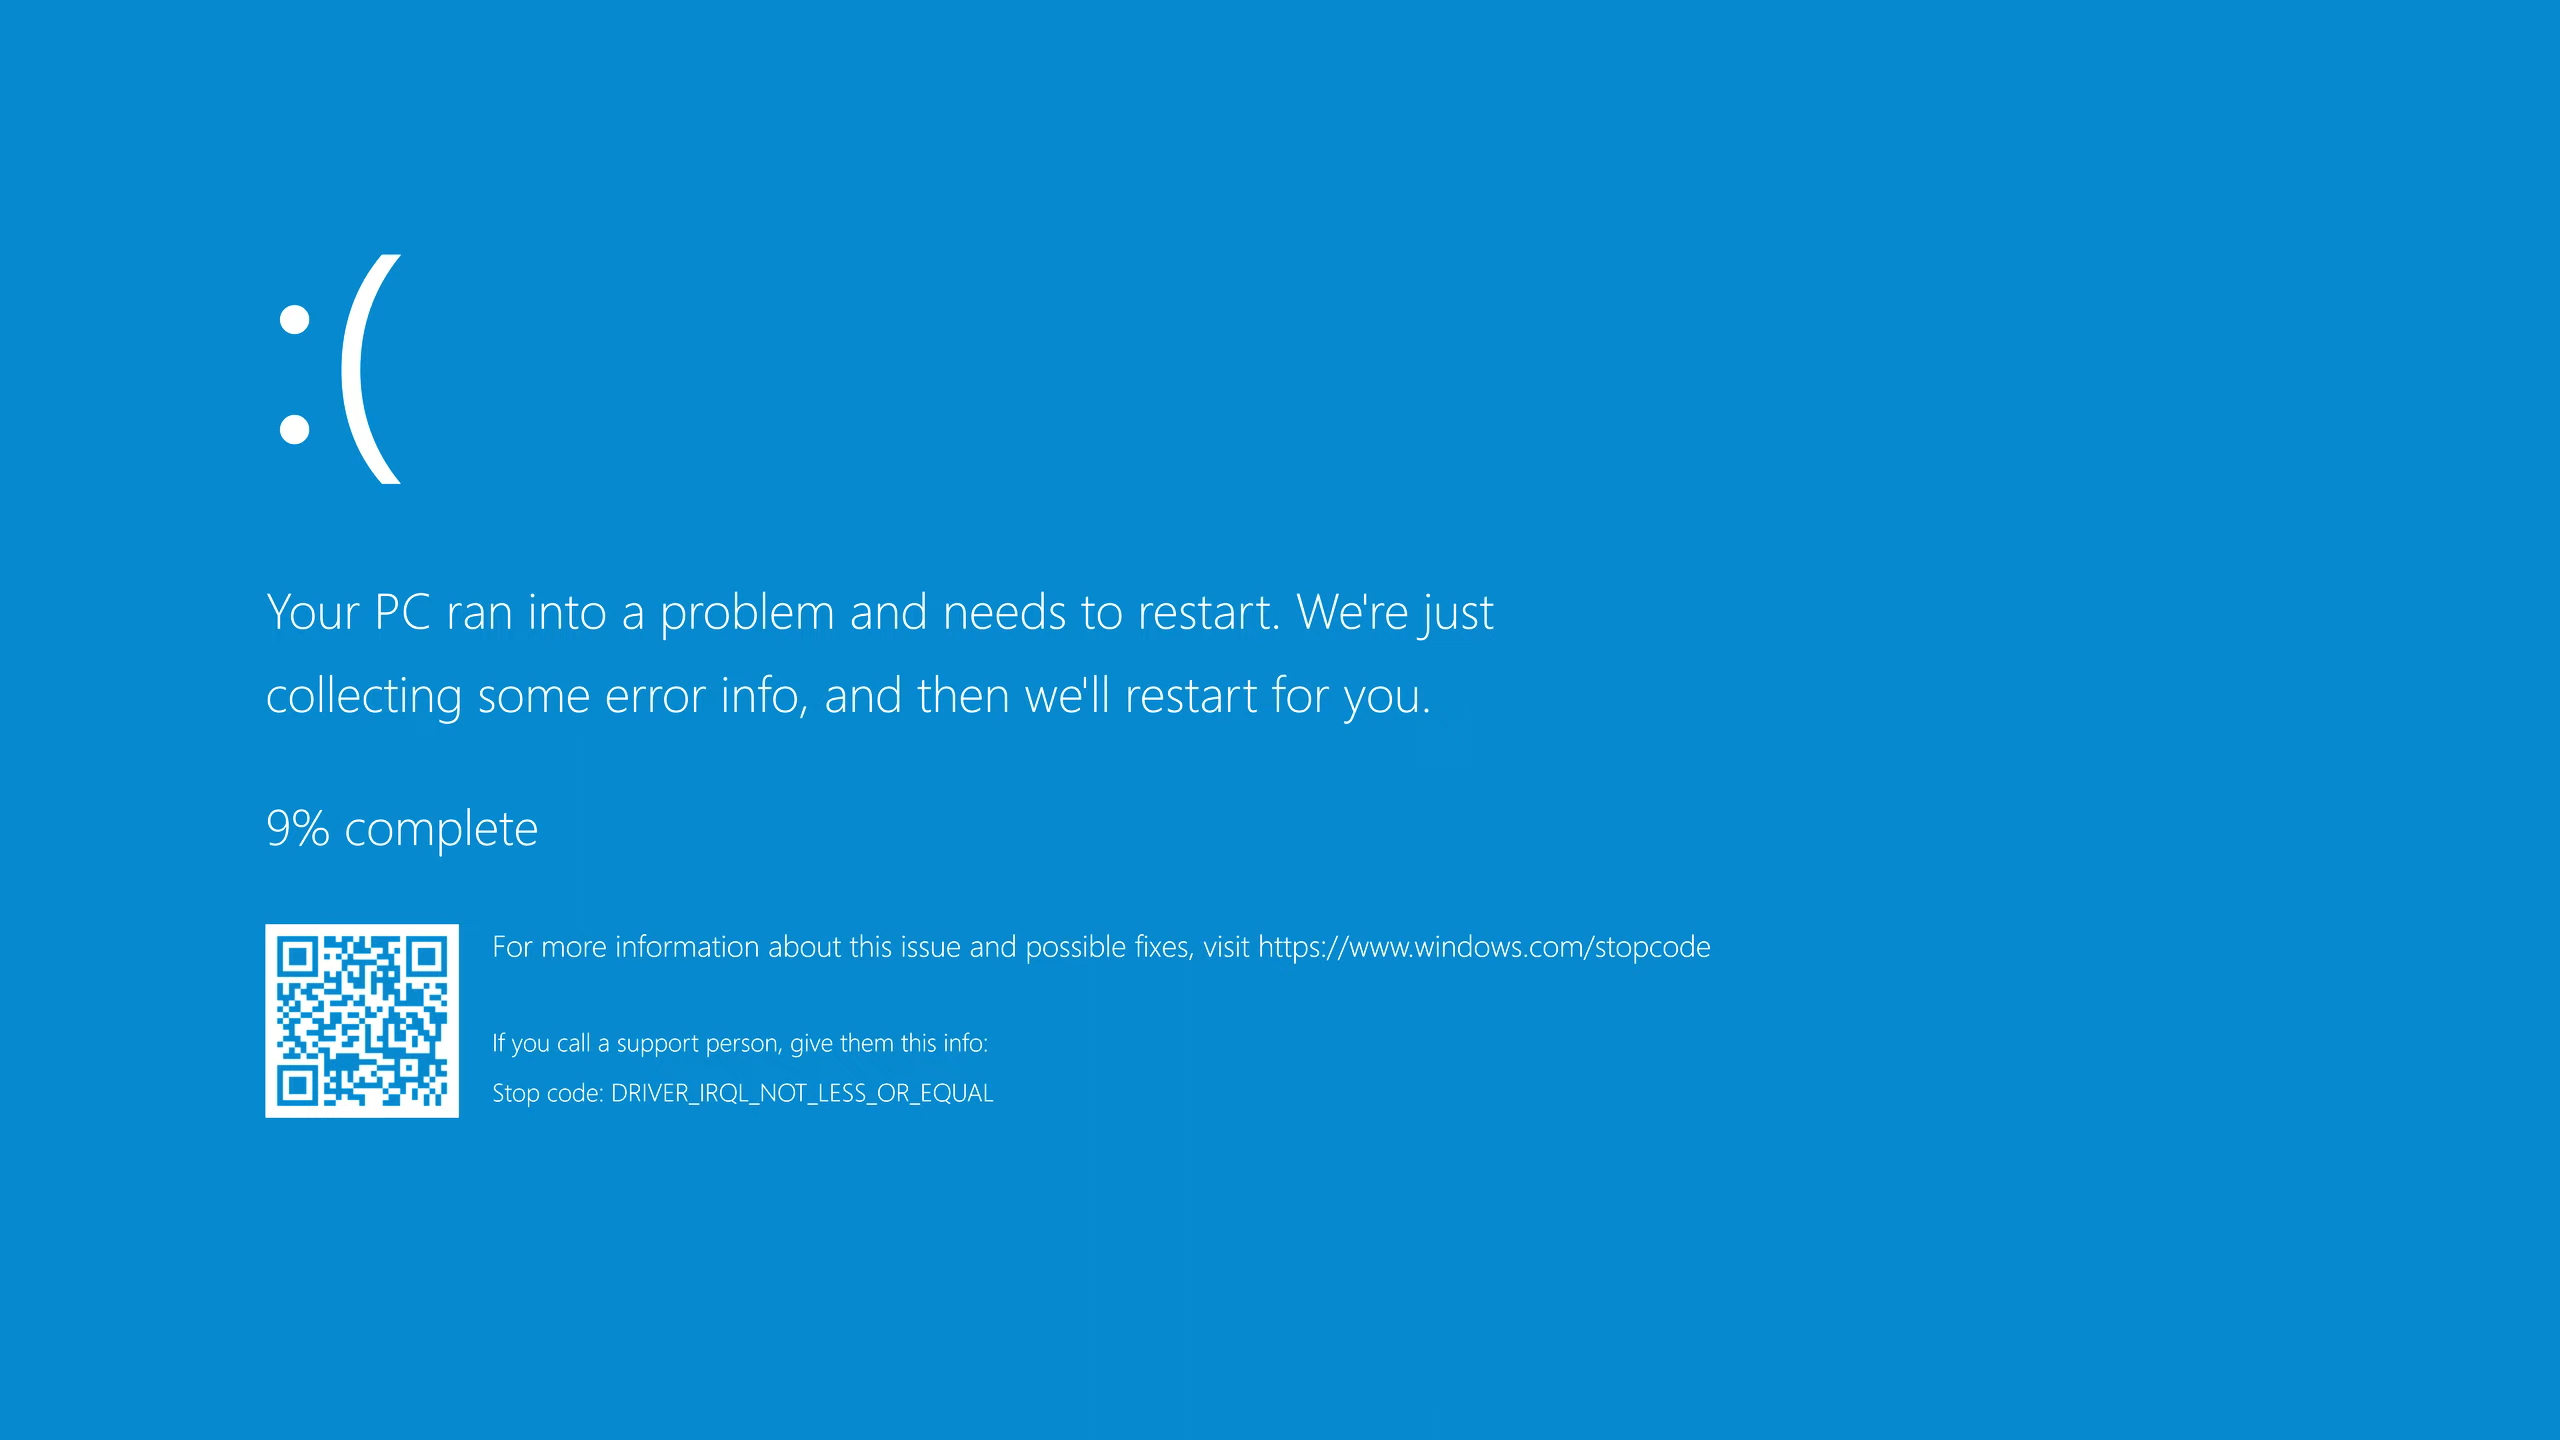 :(
Your PC ran into a problem and needs to restart. We're just
collecting some error info, and then we'll restart for you.
9% complete
For more information about this issue and possible fixes, visit https://www.windows.com/stopcode
If you call a support person, give them this info:
Stop code: DRIVER_IRQL_NOT_LESS_OR_EQUAL